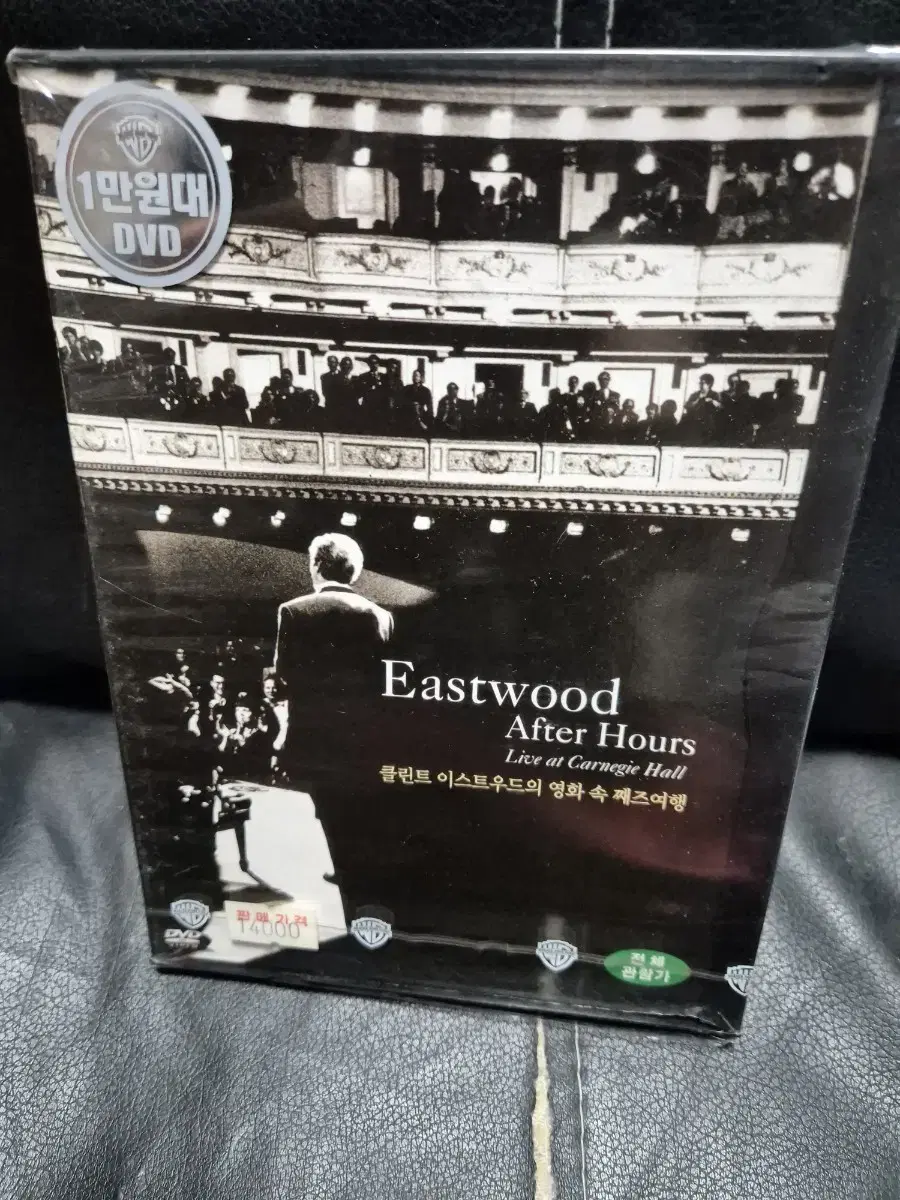 1만원대
DVD
Eastwood
After Hours
Live at Carnegie Hall
클린트 이스트우드의 영화 속 째즈여행
DVD
판매가격
14000
전체
관람가